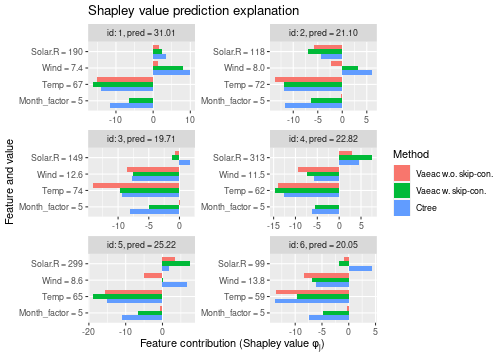 Shapley value prediction explanation
id: 1, pred = 31.01
id: 2, pred = 21.10
Solar.R = 190
Wind = 7.4
Temp = 67
Month_factor = 5
-10 0 10
Solar.R = 118
Wind = 8.0
Temp = 72
Month_factor = 5
-10 -5 0 5
id: 3, pred = 19.71
id: 4, pred = 22.82
Solar.R = 149
Wind = 12.6
Temp = 74
Month_factor = 5
-10 -5 0
Solar.R = 313
Wind = 11.5
Temp = 62
Month_factor = 5
-15 -10 -5 0 5
id: 5, pred = 25.22
id: 6, pred = 20.05
Solar.R = 299
Wind = 8.6
Temp = 65
Month_factor = 5
-20 -10 0
Solar.R = 99
Wind = 13.8
Temp = 59
Month_factor = 5
-10 -5 0 5
Feature and value
Feature contribution (Shapley value φj)
Method
Vaeac w.o. skip-con.
Vaeac w. skip-con.
Ctree